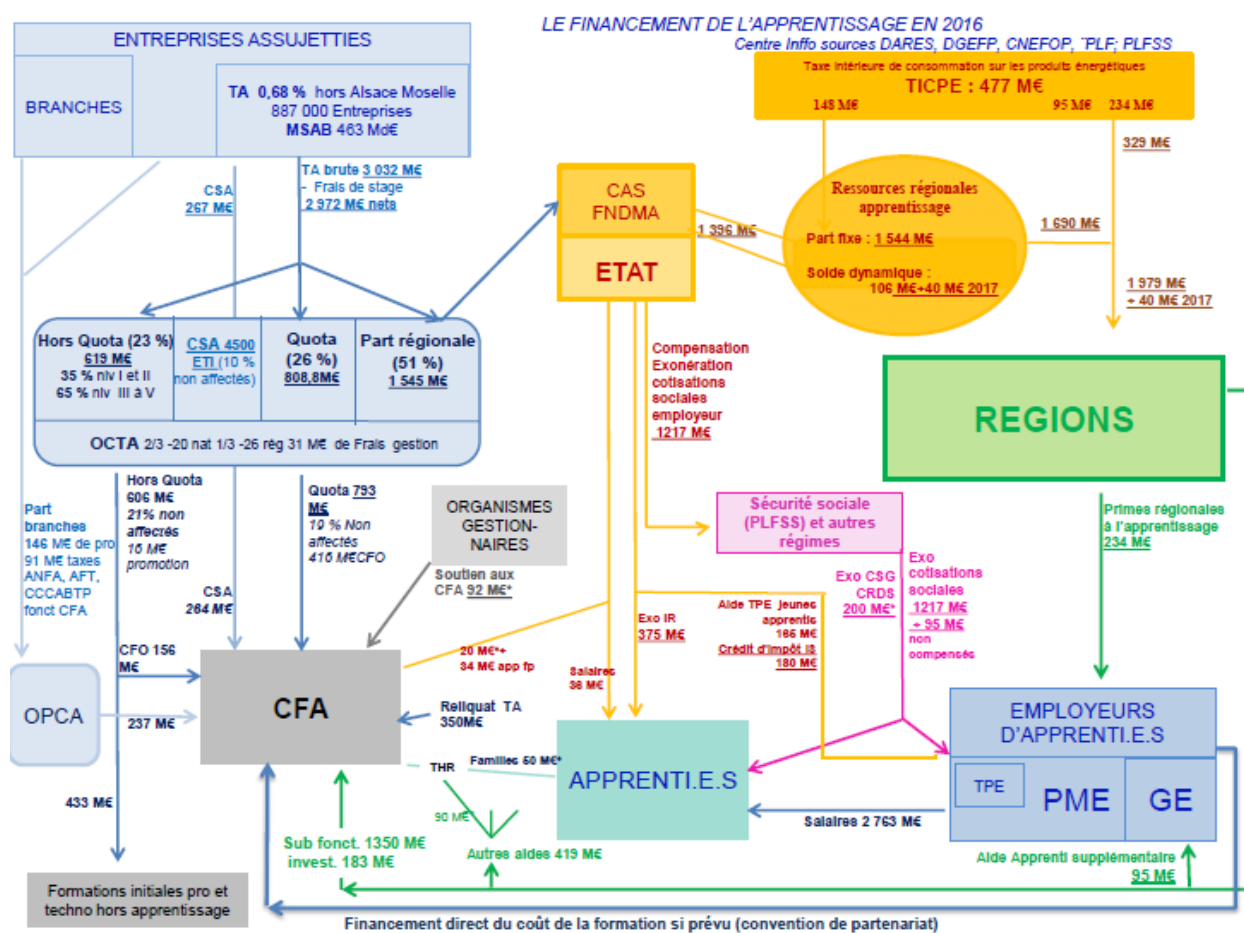 LE FINANCEMENT DE L'APPRENTISSAGE EN 2016
Centre Inffo sources DARES, DGEFP, CNEFOP, ¨PLF; PLFSS
ENTREPRISES ASSUJETTIES
BRANCHES
TA 0,68 % hors Alsace Moselle
887 000 Entreprises
MSAB 463 Md€
Taxe intérieure de consommation sur les produits énergétiques
TICPE : 477 M€
148 M€
95 M€ 234 M€
329 M€
CSA
267 M€
TA brute 3 032 M€
- Frais de stage
2 972 M€ nets
CAS
FNDMA
ETAT
1 396 M€
Ressources régionales
apprentissage
Part fixe : 1 544 M€
Solde dynamique :
106 M€+40 M€ 2017
1 690 M€
1 979 M€
+ 40 M€ 2017
Hors Quota (23 %)
619 M€
35 % niv I et II
65 % niv III à V
CSA 4500
ETI (10 %
non affectés)
Quota
(26 %)
808,8M€
Part régionale
(51 %)
1 545 M€
OCTA 2/3 -20 nat 1/3 -26 rég 31 M€ de Frais gestion
Compensation
Exonération
cotisations
sociales
employeur
1217 M€
REGIONS
Part
branches
146 M€ de pro
91 M€ taxes
ANFA, AFT,
CCCABTP
fonct CFA
Hors Quota
606 M€
21% non
affecrés
16 M€
promotion
CSA
264 M€
Quota 793
M€
19 % Non
affectés
416 M€CFO
ORGANISMES
GESTION-
NAIRES
Soutien aux
CFA 92 M€*
Sécurité sociale
(PLFSS) et autres
régimes
Primes régionales
à l'apprentissage
234 M€
Exo CSG
CRDS
200 M€*
Exo
cotisations
sociales
1217 M€
+ 95 M€
non
compensés
Exo IR
375 M€
Aide TPE jeunes
apprentis
166 M€
Crédit d'impôt IS
180 M€
CFO 156
M€
20 M€*+
34 M€ app fp
Salaires
36 M€
OPCA
237 M€
CFA
Reliquat TA
350M€
THR
Familles 50 M€*
APPRENTI.E.S
EMPLOYEURS
D'APPRENTI.E.S
TPE
PME
GE
433 M€
90 M€*
Salaires 2 763 M€
Sub fonct. 1350 M€
invest. 183 M€
Autres aides 419 M€
Aide Apprenti supplémentaire
95 M€
Formations initiales pro et
techno hors apprentissage
Financement direct du coût de la formation si prévu (convention de partenariat)